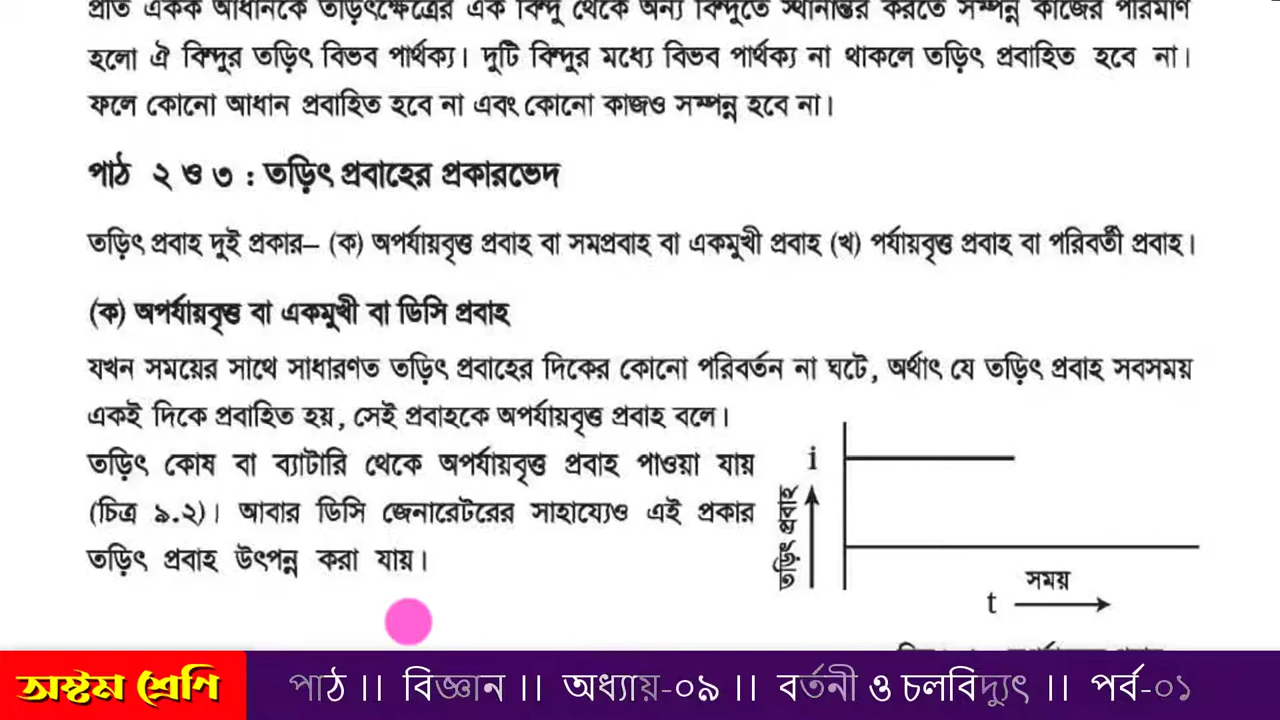 প্রতি একক আধানকে তড়িৎক্ষেত্রের এক বিন্দু থেকে অন্য বিন্দুতে স্থানান্তর করতে সম্পন্ন কাজের পরিমাণ
হলো ঐ বিন্দুর তড়িৎ বিভব পার্থক্য। দুটি বিন্দুর মধ্যে বিভব পার্থক্য না থাকলে তড়িৎ প্রবাহিত হবে না।
ফলে কোনো আধান প্রবাহিত হবে না এবং কোনো কাজও সম্পন্ন হবে না।
পাঠ ২ ও ৩ : তড়িৎ প্রবাহের প্রকারভেদ
তড়িৎ প্রবাহ দুই প্রকার– (ক) অপর্যায়বৃত্ত প্রবাহ বা সমপ্রবাহ বা একমুখী প্রবাহ (খ) পর্যায়বৃত্ত প্রবাহ বা পরিবর্তী প্রবাহ।
(ক) অপর্যায়বৃত্ত বা একমুখী বা ডিসি প্রবাহ
যখন সময়ের সাথে সাধারণত তড়িৎ প্রবাহের দিকের কোনো পরিবর্তন না ঘটে, অর্থাৎ যে তড়িৎ প্রবাহ সবসময়
একই দিকে প্রবাহিত হয়, সেই প্রবাহকে অপর্যায়বৃত্ত প্রবাহ বলে।
তড়িৎ কোষ বা ব্যাটারি থেকে অপর্যায়বৃত্ত প্রবাহ পাওয়া যায়
(চিত্র ৯.২)। আবার ডিসি জেনারেটরের সাহায্যেও এই প্রকার
তড়িৎ প্রবাহ উৎপন্ন করা যায়।
i
তড়িৎ প্রবাহ
সময়
t
অষ্টম শ্রেণি
পাঠ ।। বিজ্ঞান ।। অধ্যায়-০৯ ।। বর্তনী ও চলবিদ্যুৎ ।। পর্ব-০১